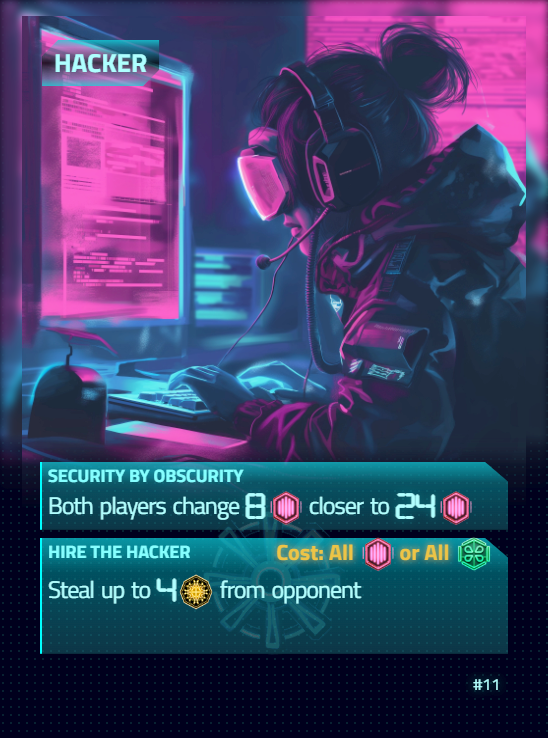 HACKER
SECURITY BY OBSCURITY
Both players change 8 closer to 24
HIRE THE HACKER Cost: All or All
Steal up to 4 from opponent
#11